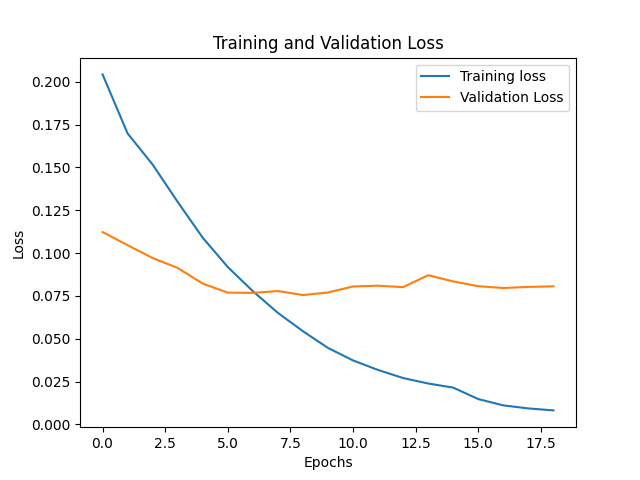 Training and Validation Loss
Training loss
Validation Loss
Loss
0.200
0.175
0.150
0.125
0.100
0.075
0.050
0.025
0.000
0.0 2.5 5.0 7.5 10.0 12.5 15.0 17.5
Epochs